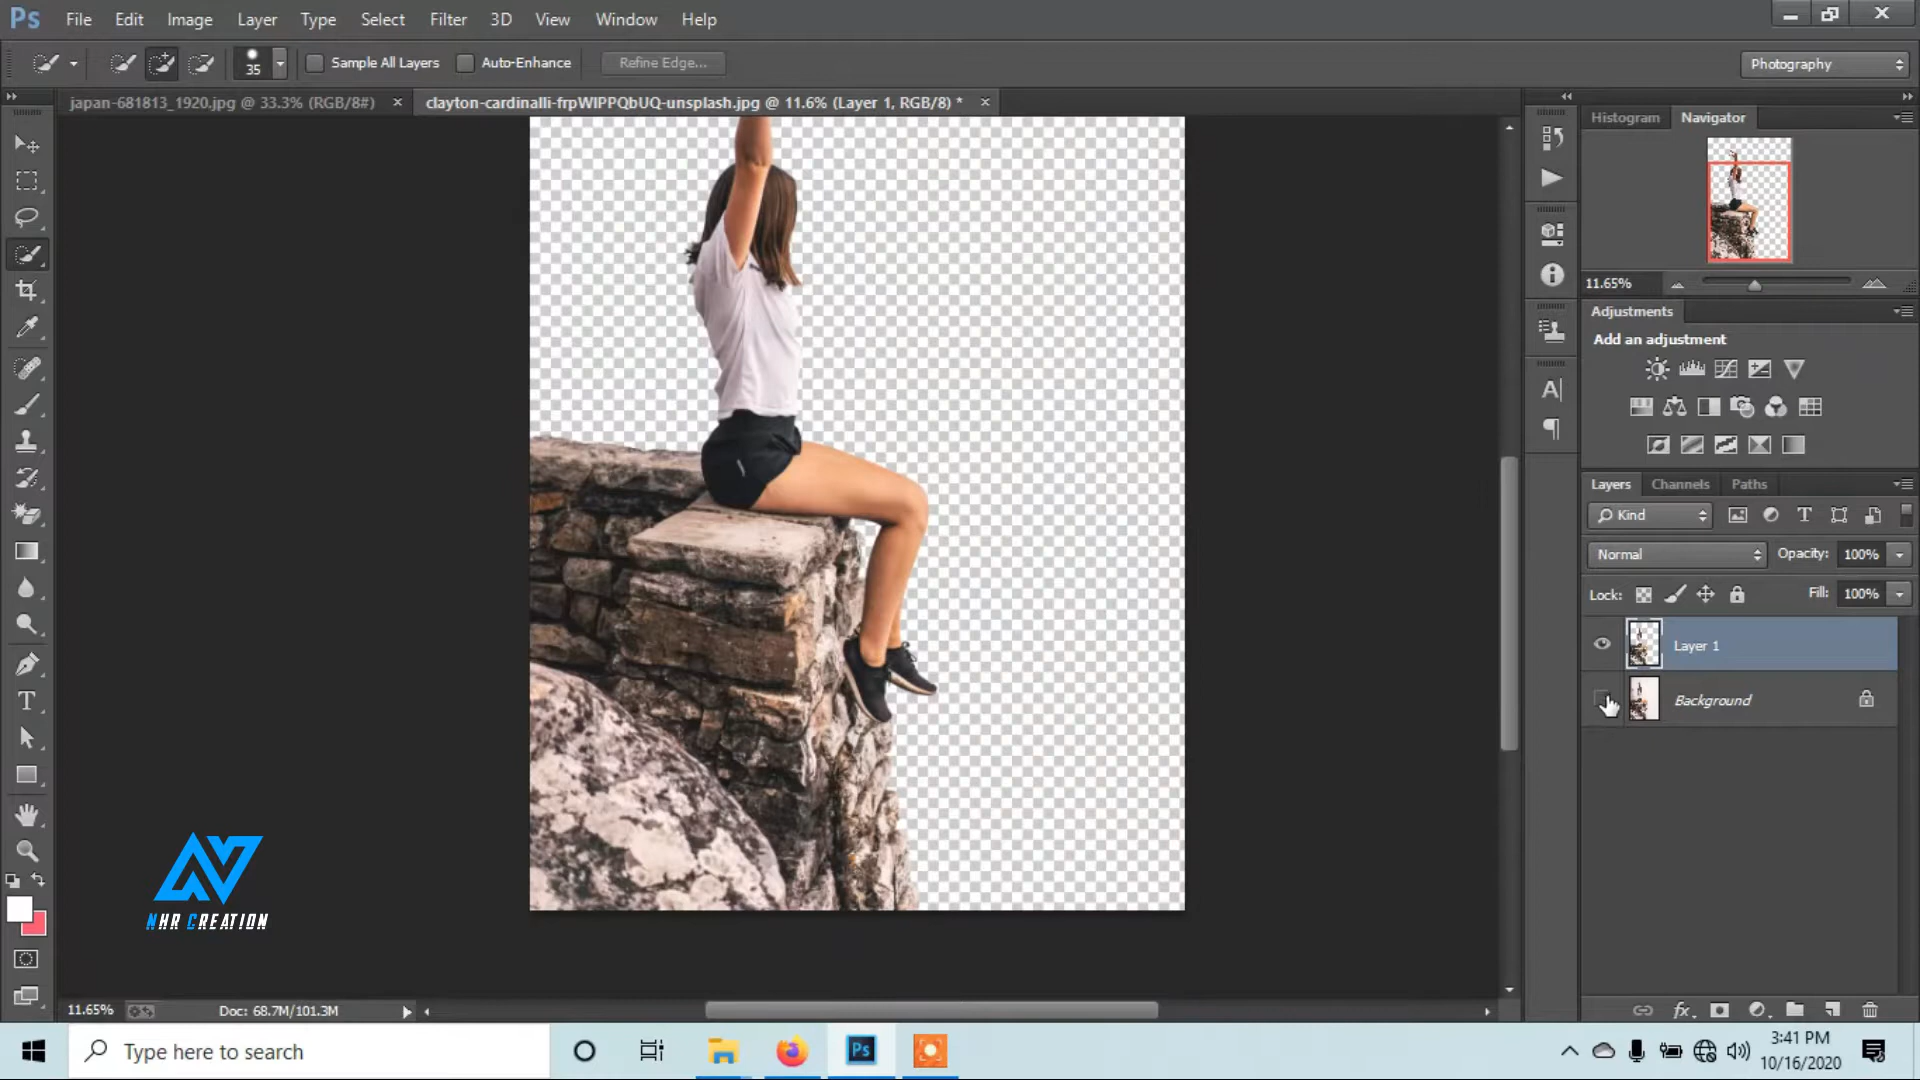 Ps File Edit Image Layer Type Select Filter 3D View Window Help
35 Sample All Layers Auto-Enhance Refine Edge... Photography
japan-681813_1920.jpg @ 33.3% (RGB/8#) × clayton-cardinalli-frpWIPPQbUQ-unsplash.jpg @ 11.6% (Layer 1, RGB/8) * ×
Histogram Navigator
11.65%
Adjustments
Add an adjustment
Layers Channels Paths
Kind
Normal Opacity: 100%
Lock: Fill: 100%
Layer 1
Background
NHR CREATION
11.65% Doc: 68.7M/101.3M
Type here to search
Ps
3:41 PM
10/16/2020